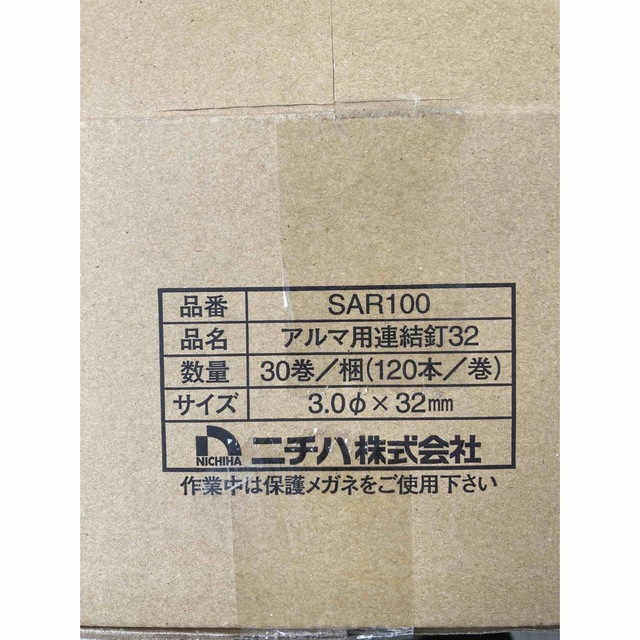 品番 SAR100
品名 アルマ用連結釘32
数量 30巻／梱(120本／巻)
サイズ 3.0φ×32㎜
NICHIHA ニチハ株式会社
作業中は保護メガネをご使用下さい